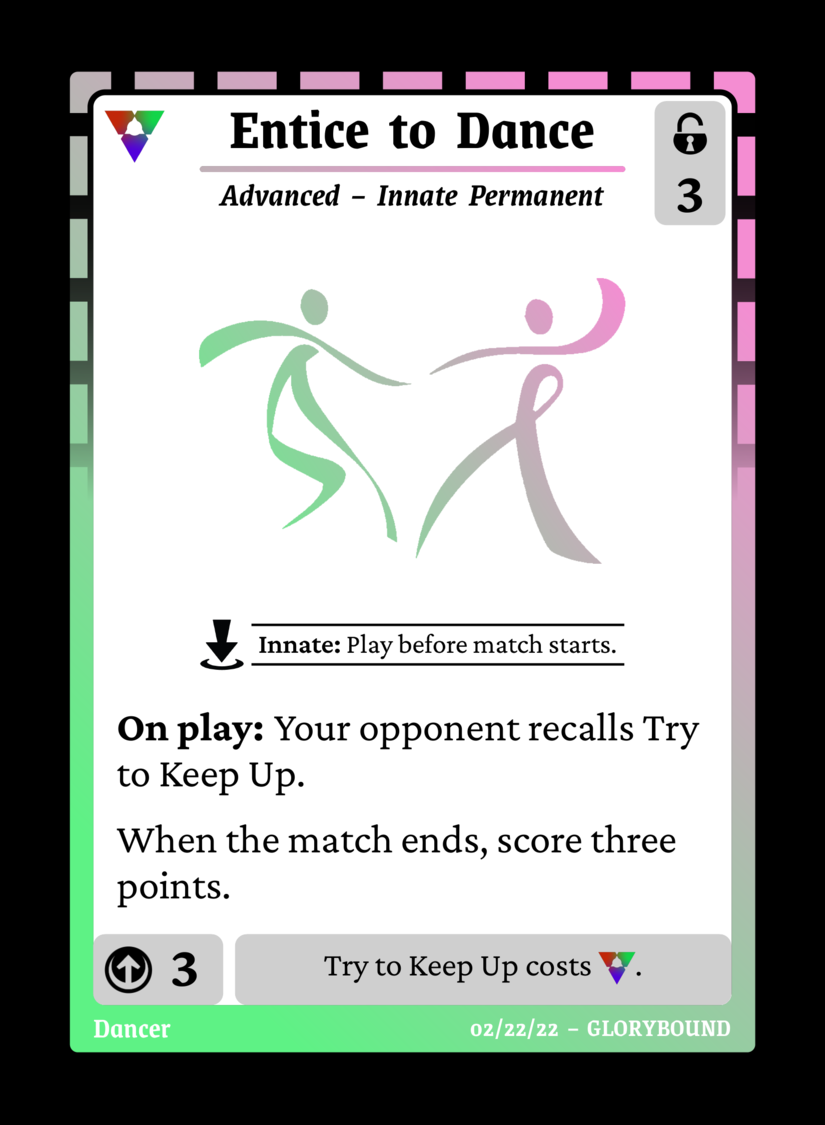 Entice to Dance
3
Advanced – Innate Permanent
Innate: Play before match starts.
On play: Your opponent recalls Try
to Keep Up.
When the match ends, score three
points.
3
Try to Keep Up costs .
Dancer
02/22/22 – GLORYBOUND